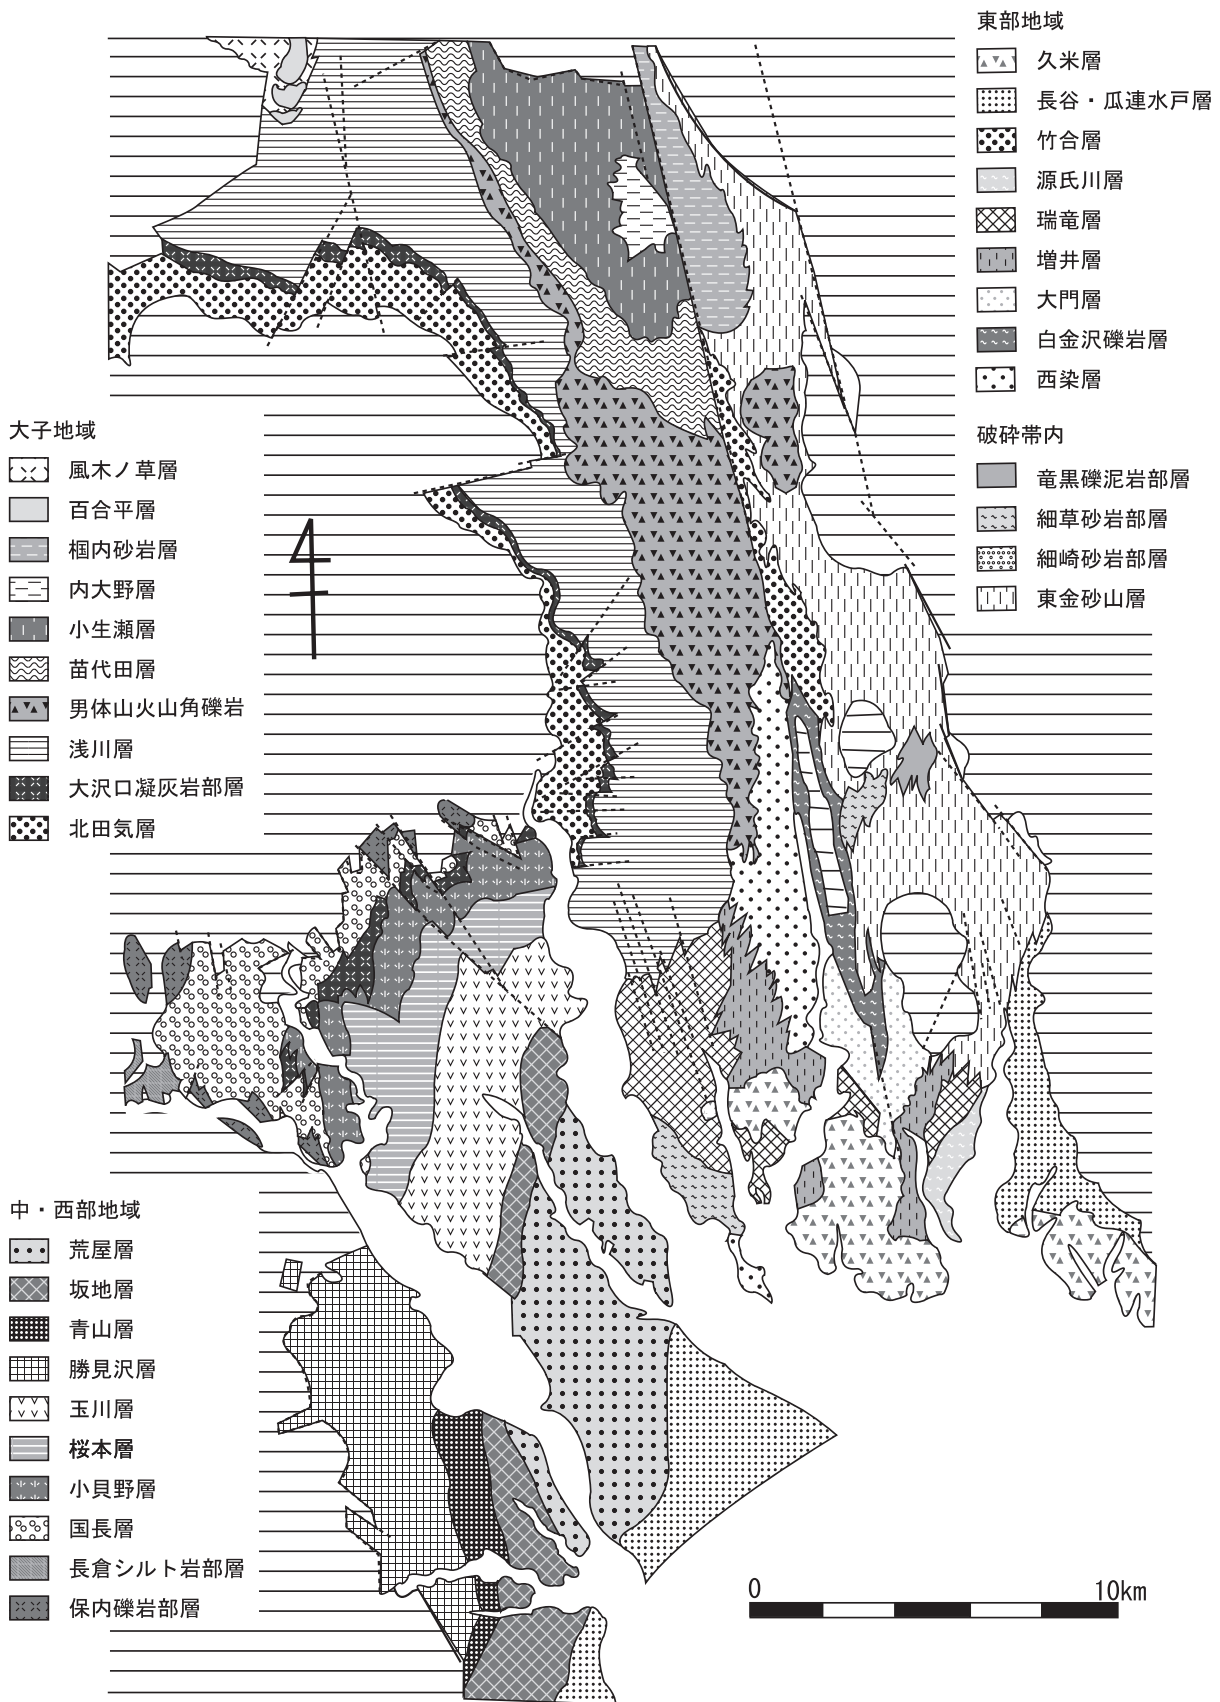 東部地域
久米層
長谷・瓜連水戸層
竹合層
源氏川層
瑞竜層
増井層
大門層
白金沢礫岩層
西染層
破砕帯内
竜黒礫泥岩部層
細草砂岩部層
細崎砂岩部層
東金砂山層
大子地域
風木ノ草層
百合平層
棝内砂岩層
内大野層
小生瀬層
苗代田層
男体山火山角礫岩
浅川層
大沢口凝灰岩部層
北田気層
中・西部地域
荒屋層
坂地層
青山層
勝見沢層
玉川層
桜本層
小貝野層
国長層
長倉シルト岩部層
保内礫岩部層
0 10km